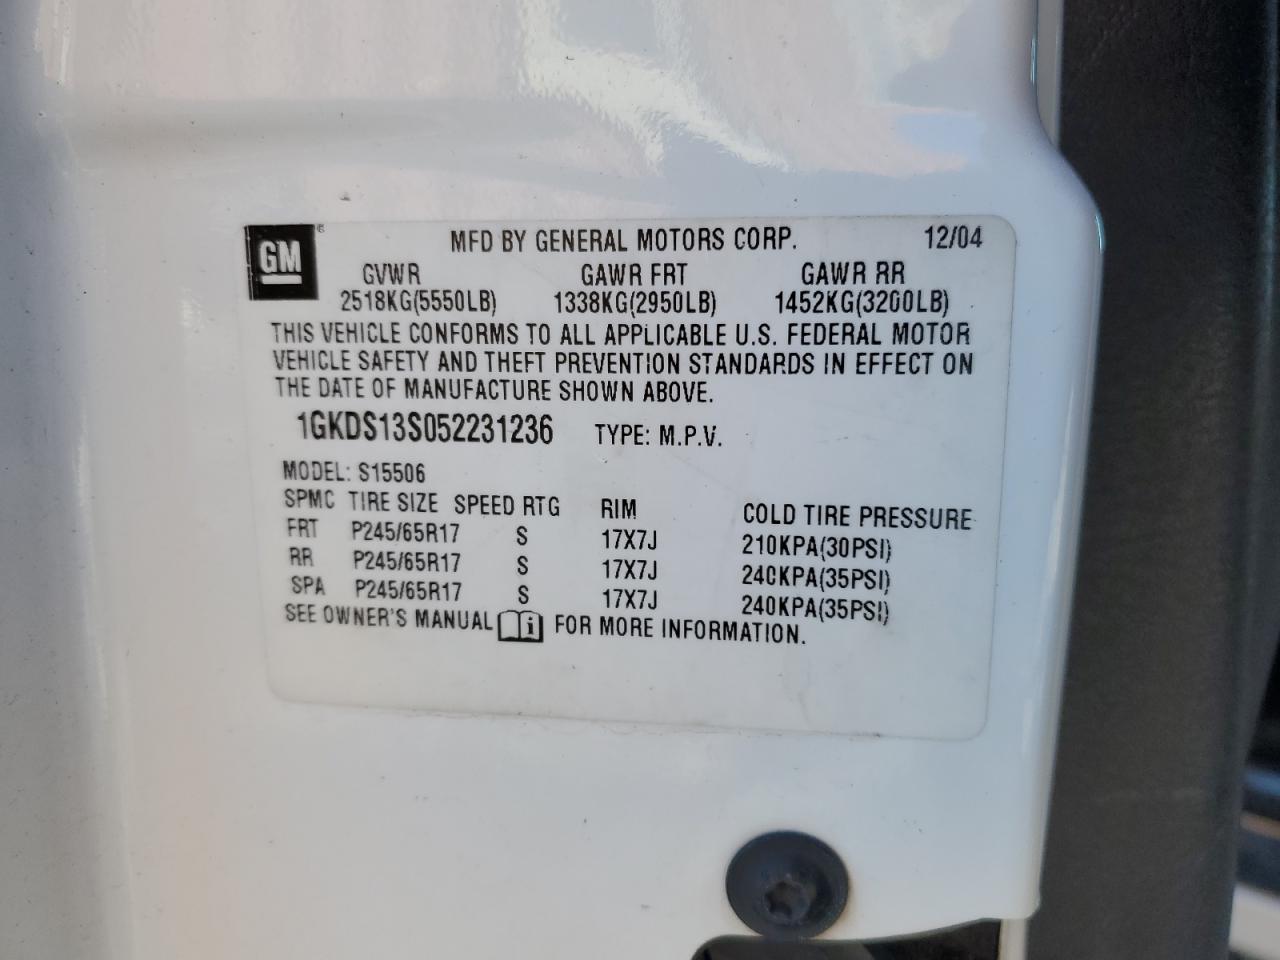 GM ® MFD BY GENERAL MOTORS CORP. 12/04
GVWR GAWR FRT GAWR RR
2518KG(5550LB) 1338KG(2950LB) 1452KG(3200LB)
THIS VEHICLE CONFORMS TO ALL APPLICABLE U.S. FEDERAL MOTOR
VEHICLE SAFETY AND THEFT PREVENTION STANDARDS IN EFFECT ON
THE DATE OF MANUFACTURE SHOWN ABOVE.
1GKDS13S052231236 TYPE: M.P.V.
MODEL: S15506
SPMC TIRE SIZE SPEED RTG RIM COLD TIRE PRESSURE
FRT P245/65R17 S 17X7J 210KPA(30PSI)
RR P245/65R17 S 17X7J 240KPA(35PSI)
SPA P245/65R17 S 17X7J 240KPA(35PSI)
SEE OWNER'S MANUAL i FOR MORE INFORMATION.